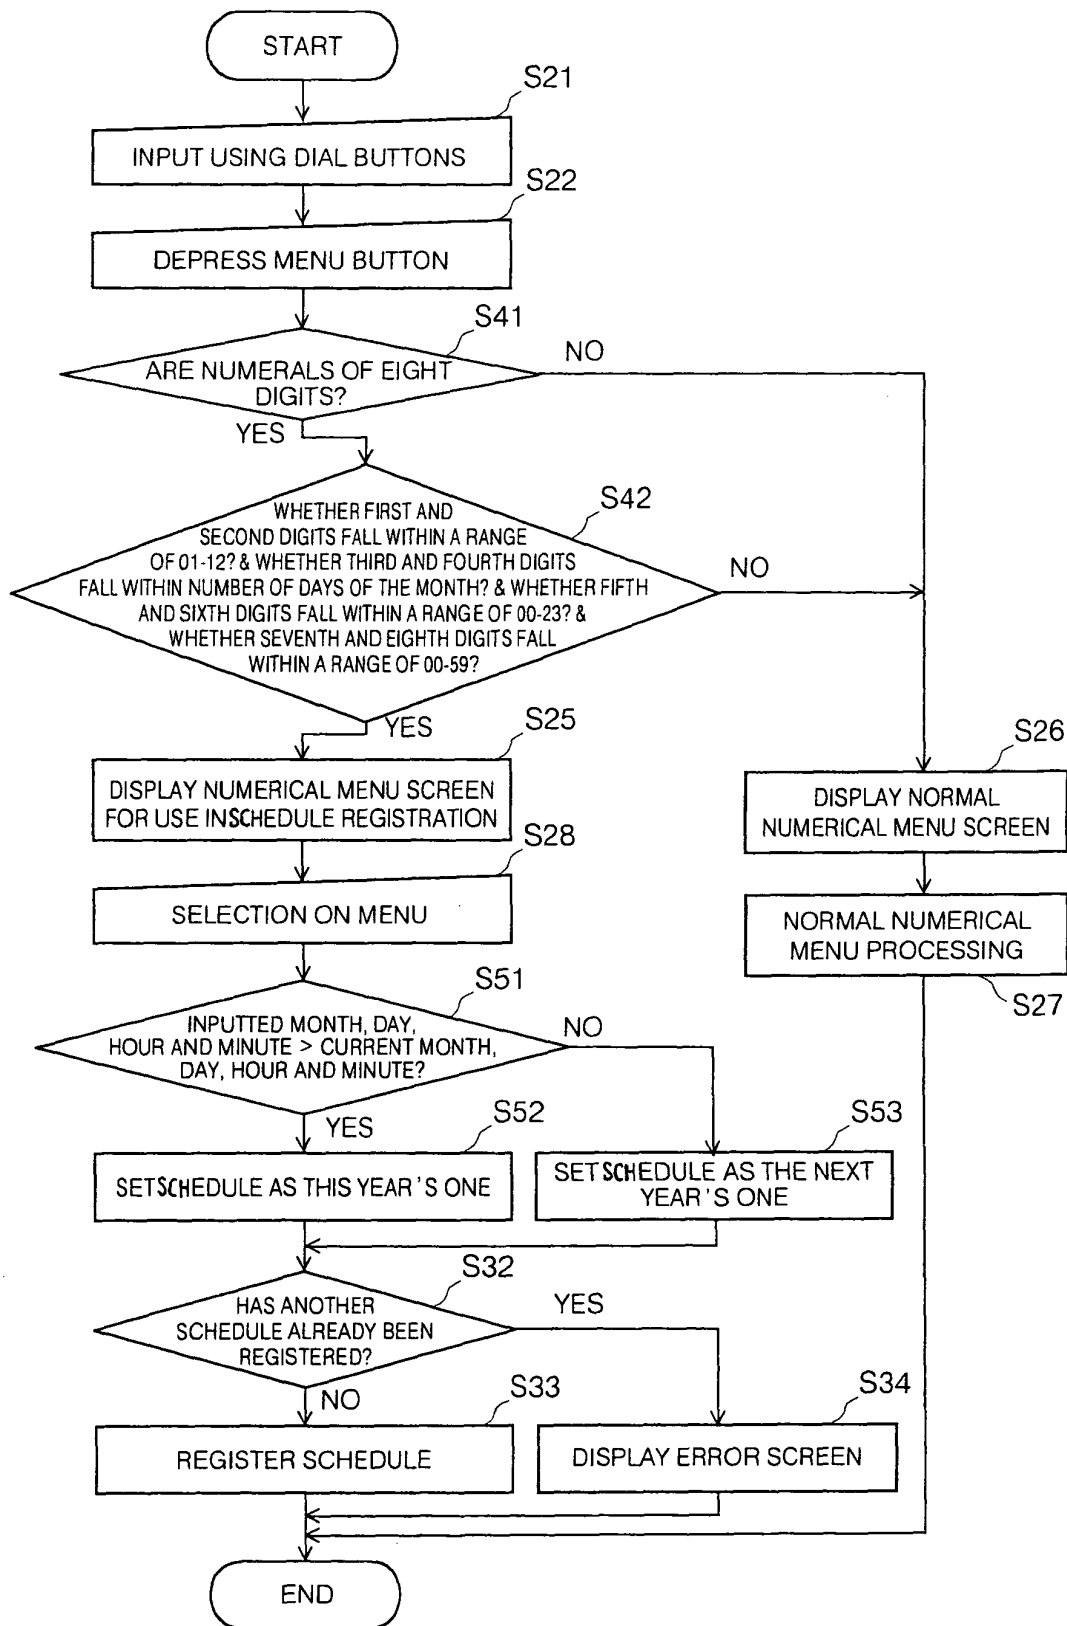 START
S21
INPUT USING DIAL BUTTONS
S22
DEPRESS MENU BUTTON
S41
ARE NUMERALS OF EIGHT
DIGITS?
NO
YES
S42
WHETHER FIRST AND
SECOND DIGITS FALL WITHIN A RANGE
OF 01-12? & WHETHER THIRD AND FOURTH DIGITS
FALL WITHIN NUMBER OF DAYS OF THE MONTH? & WHETHER FIFTH
AND SIXTH DIGITS FALL WITHIN A RANGE OF 00-23? &
WHETHER SEVENTH AND EIGHTH DIGITS FALL
WITHIN A RANGE OF 00-59?
NO
YES
S25
DISPLAY NUMERICAL MENU SCREEN
FOR USE INSCHEDULE REGISTRATION
S26
DISPLAY NORMAL
NUMERICAL MENU SCREEN
S28
SELECTION ON MENU
NORMAL NUMERICAL
MENU PROCESSING
S27
S51
INPUTTED MONTH, DAY,
HOUR AND MINUTE > CURRENT MONTH,
DAY, HOUR AND MINUTE?
NO
YES
S52
SETSCHEDULE AS THIS YEAR'S ONE
S53
SETSCHEDULE AS THE NEXT
YEAR'S ONE
S32
HAS ANOTHER
SCHEDULE ALREADY BEEN
REGISTERED?
YES
NO
S33
REGISTER SCHEDULE
S34
DISPLAY ERROR SCREEN
END